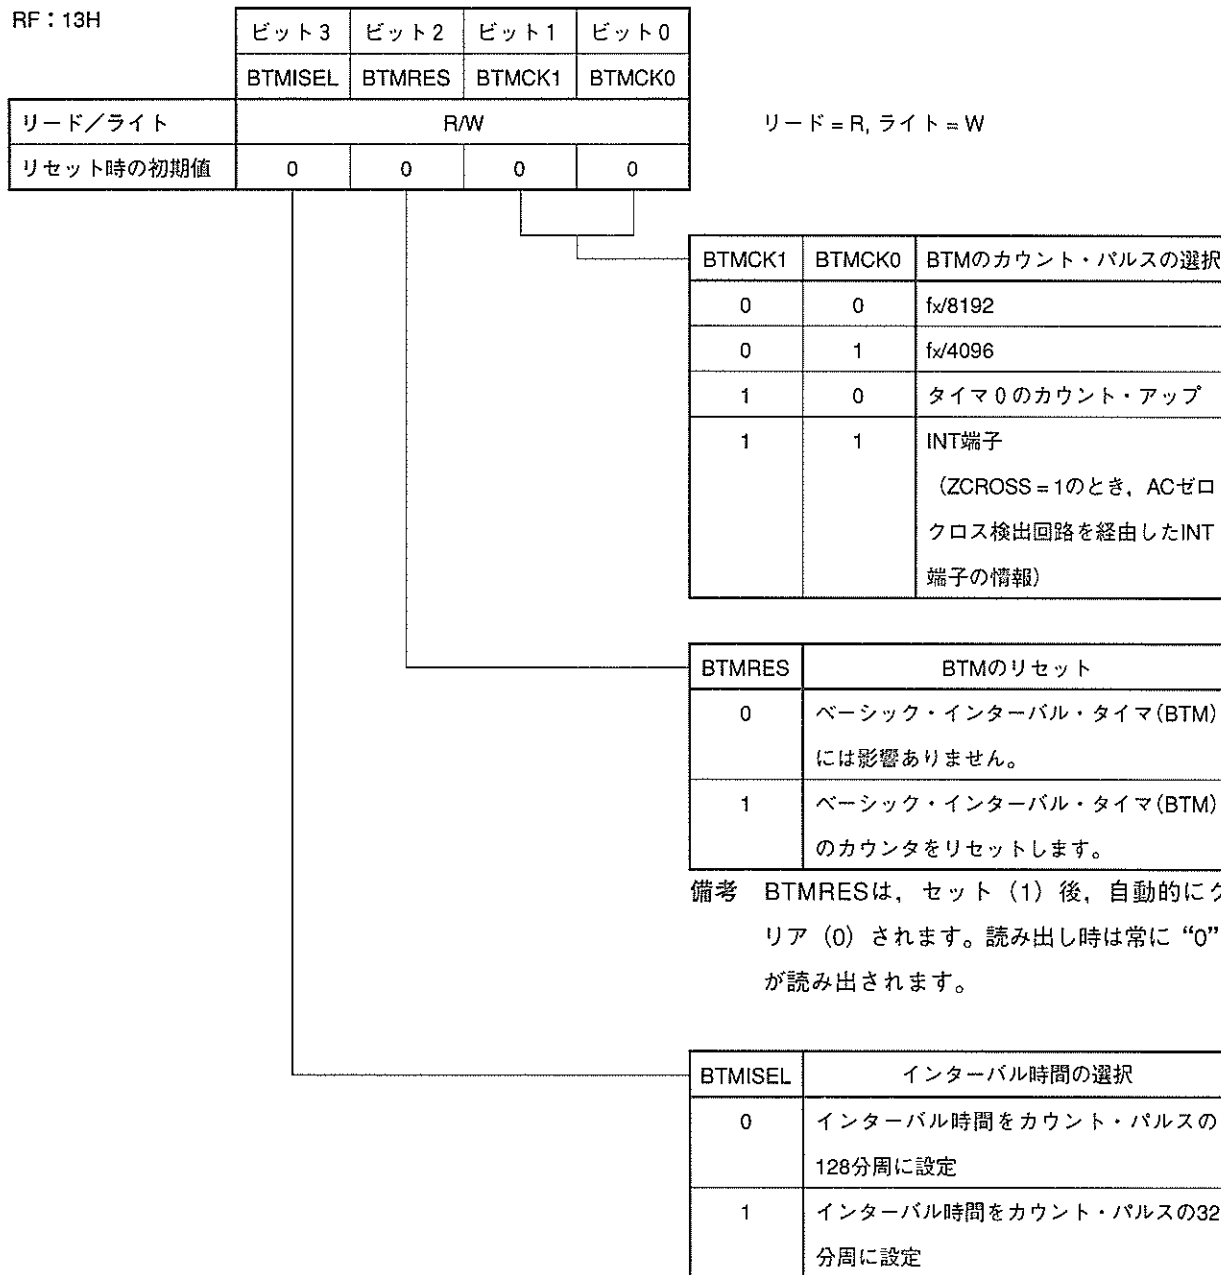 RF：13H
ビット3 ビット2 ビット1 ビット0
BTMISEL BTMRES BTMCK1 BTMCK0
リード／ライト R/W リード＝R, ライト＝W
リセット時の初期値 0 0 0 0
BTMCK1 BTMCK0 BTMのカウント・パルスの選択
0 0 fx/8192
0 1 fx/4096
1 0 タイマ0のカウント・アップ
1 1 INT端子
（ZCROSS＝1のとき，ACゼロ
クロス検出回路を経由したINT
端子の情報）
BTMRES BTMのリセット
0 ベーシック・インターバル・タイマ(BTM)
には影響ありません。
1 ベーシック・インターバル・タイマ(BTM)
のカウンタをリセットします。
備考 BTMRESは，セット（1）後，自動的にク
リア（0）されます。読み出し時は常に“0”
が読み出されます。
BTMISEL インターバル時間の選択
0 インターバル時間をカウント・パルスの
128分周に設定
1 インターバル時間をカウント・パルスの32
分周に設定